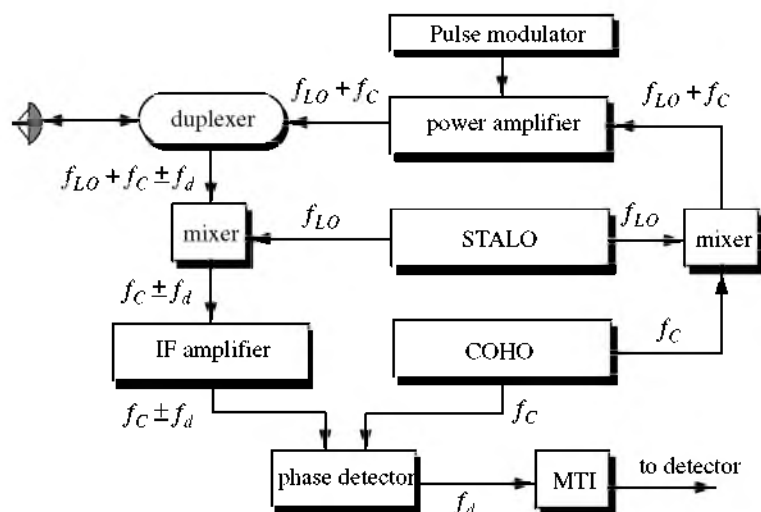 Pulse modulator
f_LO + f_C
f_LO + f_C
duplexer
power amplifier
f_LO + f_C ± f_d
f_LO
f_LO
mixer
STALO
mixer
f_C ± f_d
IF amplifier
COHO
f_C
f_C ± f_d
f_C
phase detector
f_d
MTI
to detector